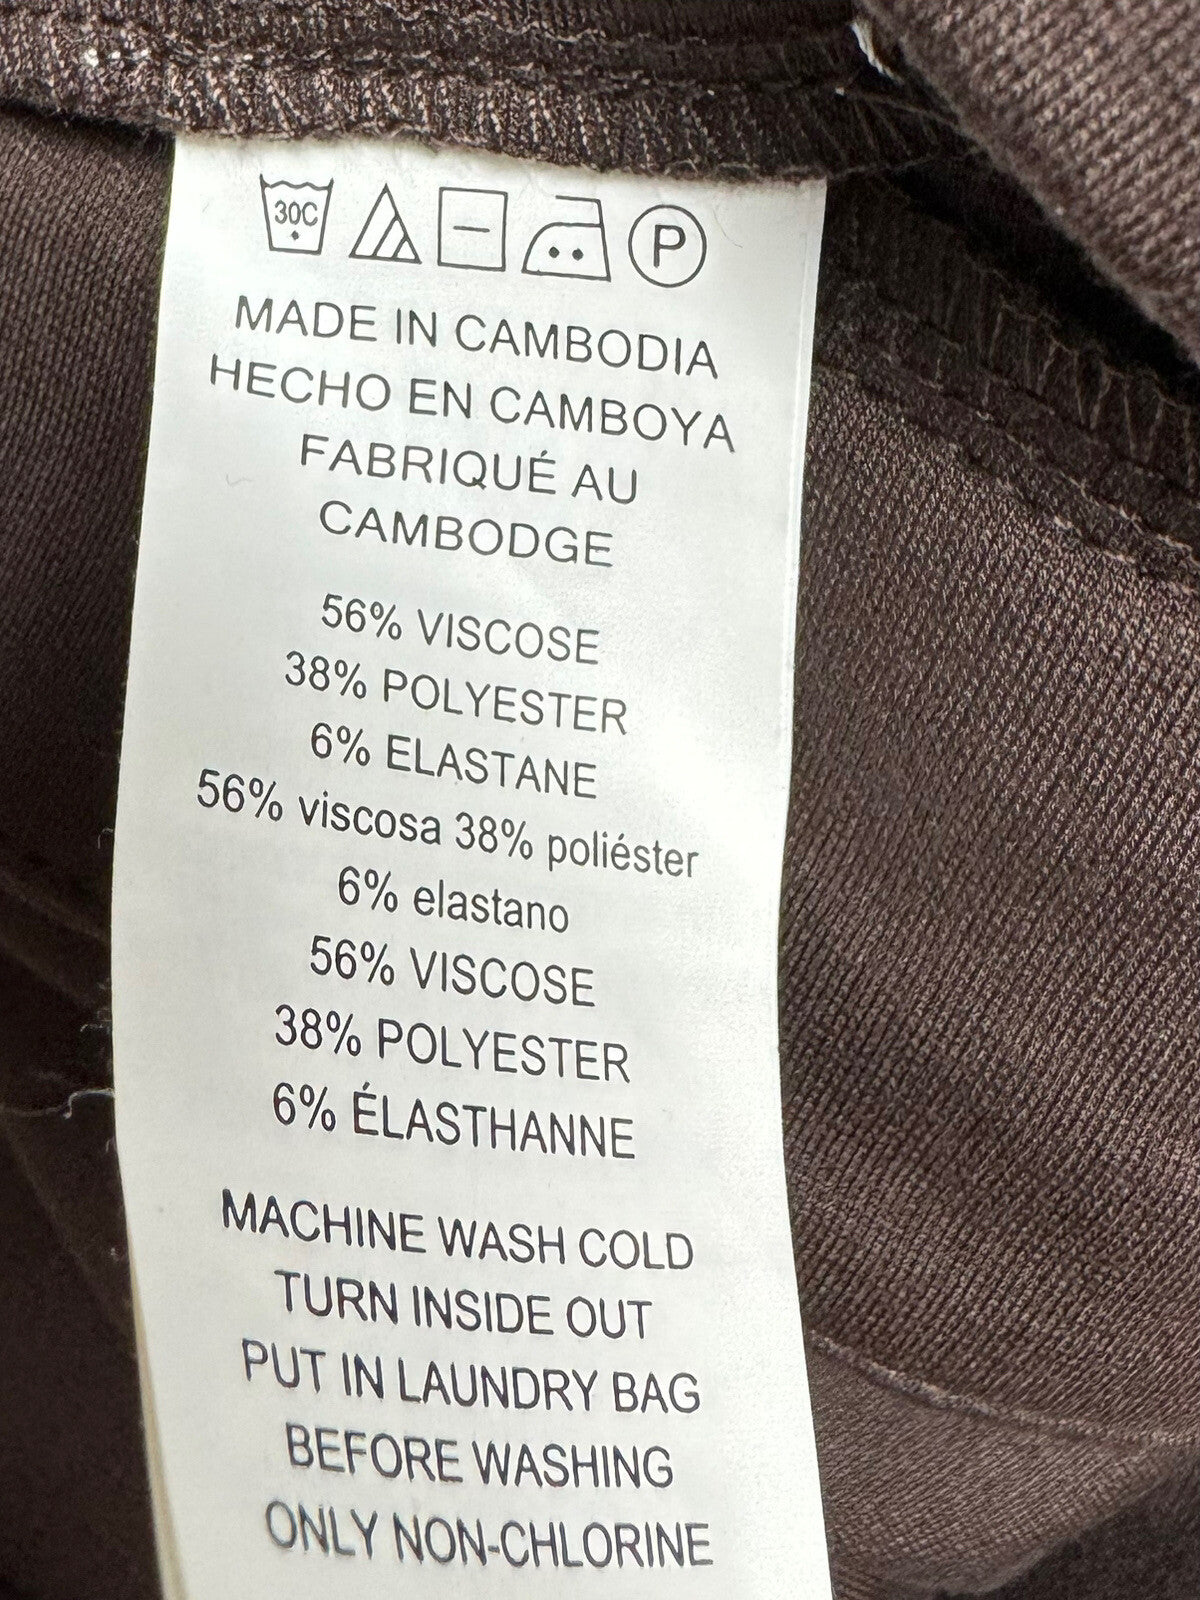 30C
P
MADE IN CAMBODIA
HECHO EN CAMBOYA
FABRIQUÉ AU
CAMBODGE
56% VISCOSE
38% POLYESTER
6% ELASTANE
56% viscosa 38% poliéster
6% elastano
56% VISCOSE
38% POLYESTER
6% ÉLASTHANNE
MACHINE WASH COLD
TURN INSIDE OUT
PUT IN LAUNDRY BAG
BEFORE WASHING
ONLY NON-CHLORINE